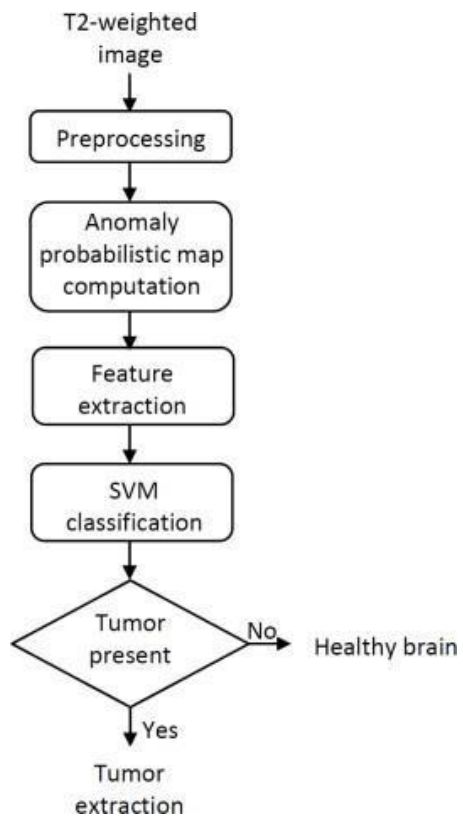 T2-weighted
image
Preprocessing
Anomaly
probabilistic map
computation
Feature
extraction
SVM
classification
Tumor
present
No
Healthy brain
Yes
Tumor
extraction